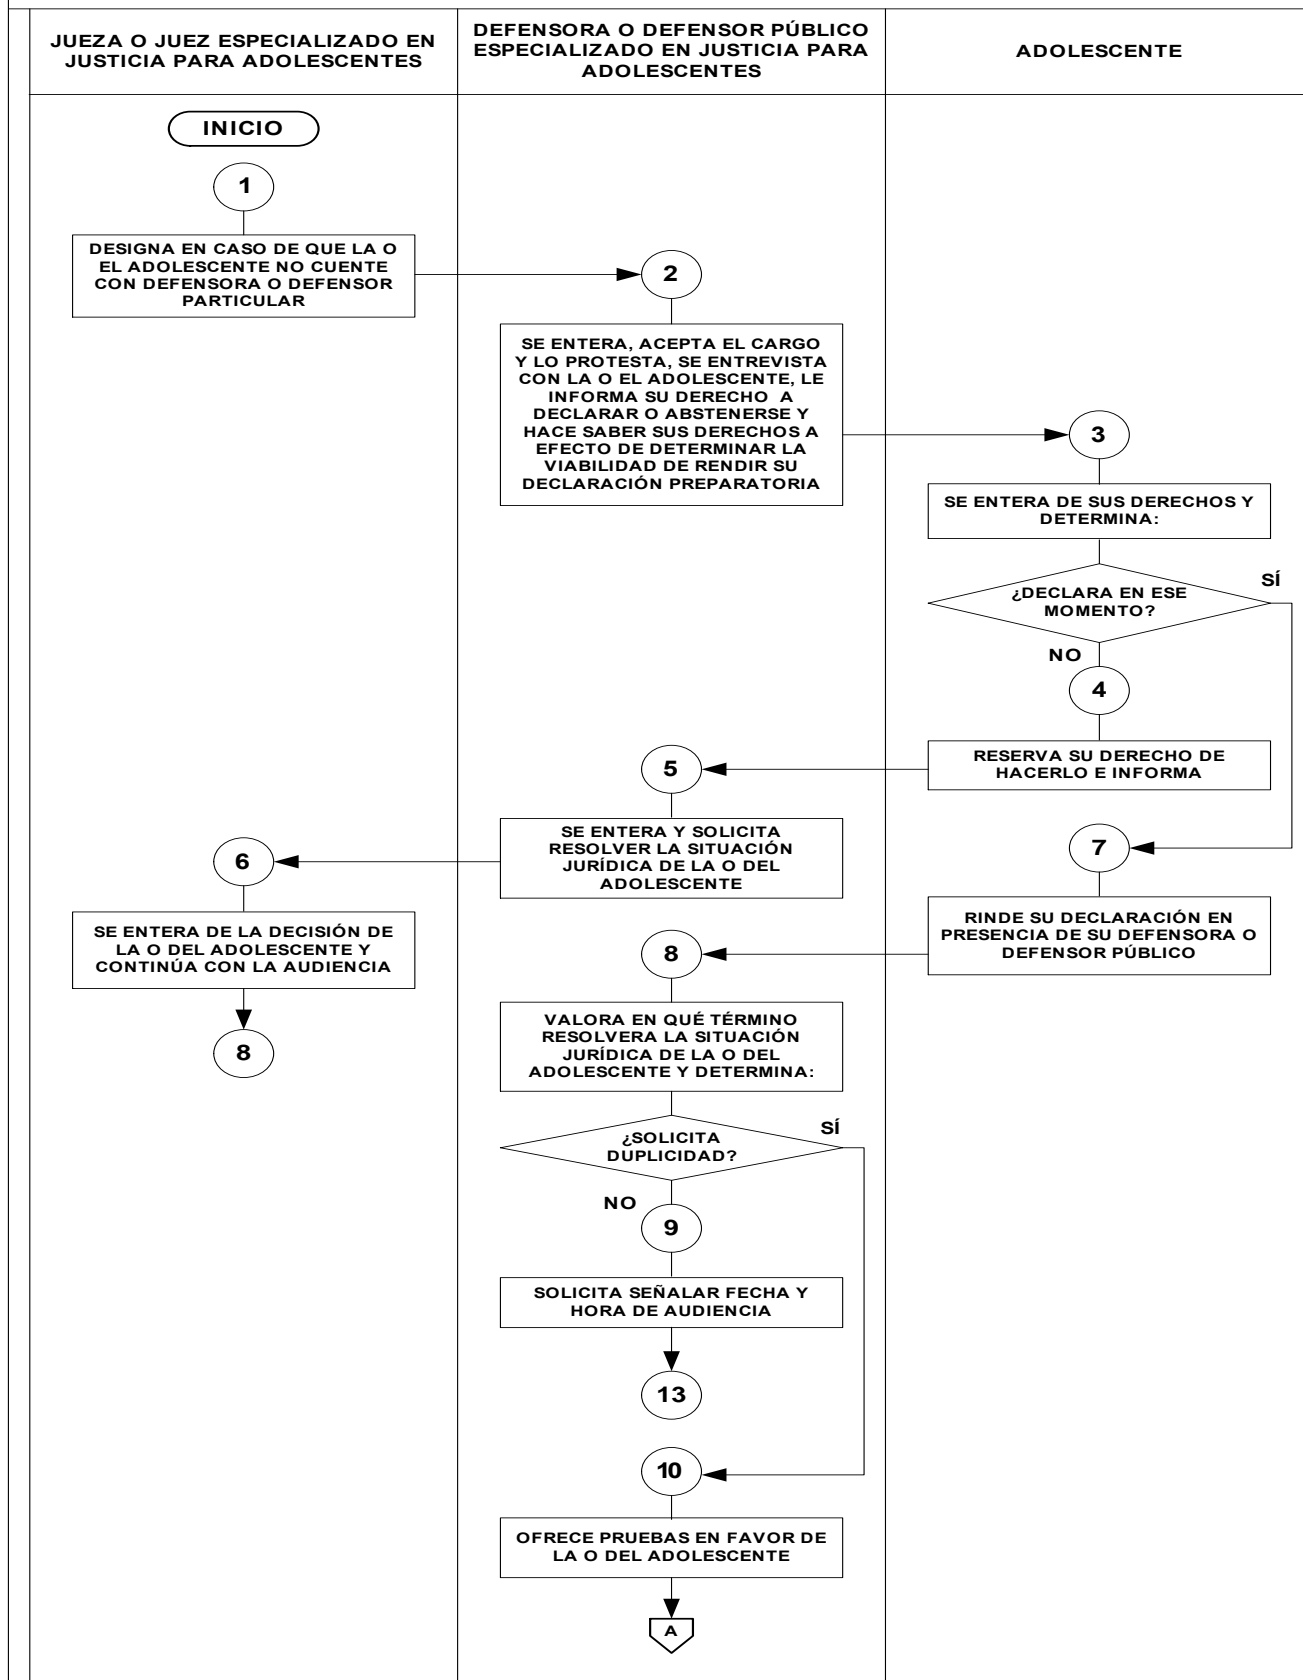 JUEZA O JUEZ ESPECIALIZADO EN
JUSTICIA PARA ADOLESCENTES
DEFENSORA O DEFENSOR PÚBLICO
ESPECIALIZADO EN JUSTICIA PARA
ADOLESCENTES
ADOLESCENTE
INICIO
1
DESIGNA EN CASO DE QUE LA O
EL ADOLESCENTE NO CUENTE
CON DEFENSORA O DEFENSOR
PARTICULAR
2
SE ENTERA, ACEPTA EL CARGO
Y LO PROTESTA, SE ENTREVISTA
CON LA O EL ADOLESCENTE, LE
INFORMA SU DERECHO A
DECLARAR O ABSTENERSE Y
HACE SABER SUS DERECHOS A
EFECTO DE DETERMINAR LA
VIABILIDAD DE RENDIR SU
DECLARACIÓN PREPARATORIA
3
SE ENTERA DE SUS DERECHOS Y
DETERMINA:
¿DECLARA EN ESE
MOMENTO?
SÍ
NO
4
RESERVA SU DERECHO DE
HACERLO E INFORMA
5
SE ENTERA Y SOLICITA
RESOLVER LA SITUACIÓN
JURÍDICA DE LA O DEL
ADOLESCENTE
6
SE ENTERA DE LA DECISIÓN DE
LA O DEL ADOLESCENTE Y
CONTINÚA CON LA AUDIENCIA
8
7
RINDE SU DECLARACIÓN EN
PRESENCIA DE SU DEFENSORA O
DEFENSOR PÚBLICO
8
VALORA EN QUÉ TÉRMINO
RESOLVERA LA SITUACIÓN
JURÍDICA DE LA O DEL
ADOLESCENTE Y DETERMINA:
¿SOLICITA
DUPLICIDAD?
SÍ
NO
9
SOLICITA SEÑALAR FECHA Y
HORA DE AUDIENCIA
13
10
OFRECE PRUEBAS EN FAVOR DE
LA O DEL ADOLESCENTE
A